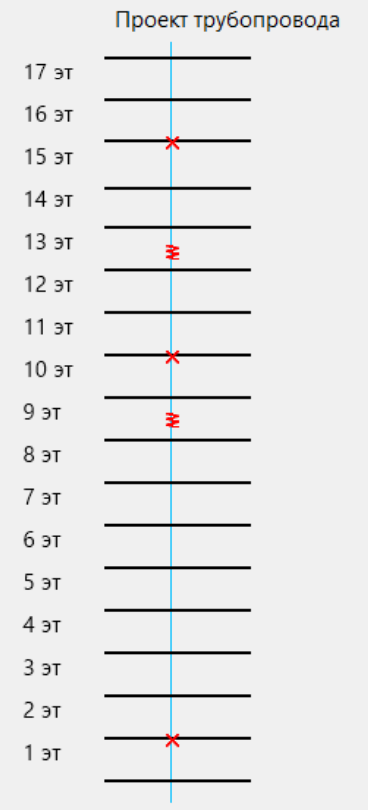 Проект трубопровода
17 эт
16 эт
15 эт
14 эт
13 эт
12 эт
11 эт
10 эт
9 эт
8 эт
7 эт
6 эт
5 эт
4 эт
3 эт
2 эт
1 эт